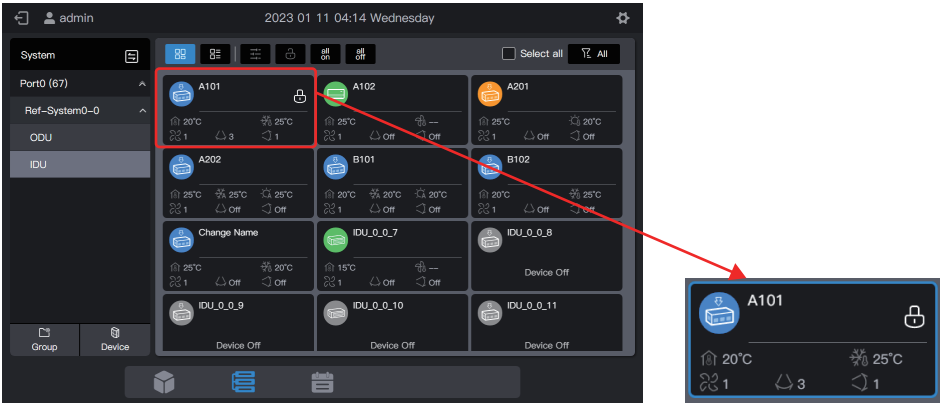 admin
2023 01 11 04:14 Wednesday
System
all on
all off
Select all
All
Port0 (67)
Ref-System0-0
ODU
IDU
Group
Device
A101
20°C
25°C
1
3
1
A102
25°C
---
1
Off
Off
A201
25°C
20°C
1
Off
Off
A202
25°C
25°C
25°C
1
Off
Off
B101
20°C
20°C
20°C
1
Off
Off
B102
20°C
25°C
1
Off
Off
Change Name
25°C
20°C
1
Off
Off
IDU_0_0_7
15°C
---
1
Off
Off
IDU_0_0_8
Device Off
IDU_0_0_9
Device Off
IDU_0_0_10
Device Off
IDU_0_0_11
Device Off
A101
20°C
25°C
1
3
1